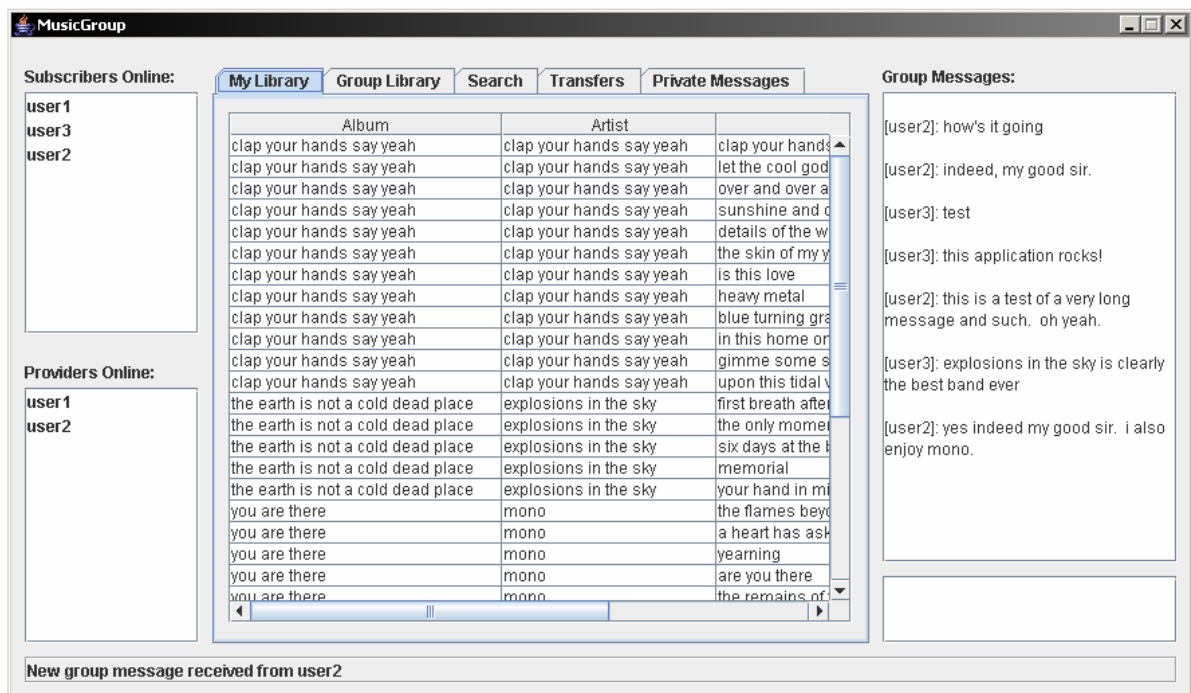 MusicGroup
Subscribers Online:
user1
user3
user2
Providers Online:
user1
user2
My Library Group Library Search Transfers Private Messages
Album Artist
clap your hands say yeah clap your hands say yeah clap your hands
clap your hands say yeah clap your hands say yeah let the cool god
clap your hands say yeah clap your hands say yeah over and over a
clap your hands say yeah clap your hands say yeah sunshine and
clap your hands say yeah clap your hands say yeah details of the w
clap your hands say yeah clap your hands say yeah the skin of my y
clap your hands say yeah clap your hands say yeah is this love
clap your hands say yeah clap your hands say yeah heavy metal
clap your hands say yeah clap your hands say yeah blue turning gra
clap your hands say yeah clap your hands say yeah in this home on
clap your hands say yeah clap your hands say yeah gimme some s
clap your hands say yeah clap your hands say yeah upon this tidal
the earth is not a cold dead place explosions in the sky first breath after
the earth is not a cold dead place explosions in the sky the only momen
the earth is not a cold dead place explosions in the sky six days at the b
the earth is not a cold dead place explosions in the sky memorial
the earth is not a cold dead place explosions in the sky your hand in mi
you are there mono the flames beyo
you are there mono a heart has ask
you are there mono yearning
you are there mono are you there
you are there mono the remains of
Group Messages:
[user2]: how's it going
[user2]: indeed, my good sir.
[user3]: test
[user3]: this application rocks!
[user2]: this is a test of a very long
message and such. oh yeah.
[user3]: explosions in the sky is clearly
the best band ever
[user2]: yes indeed my good sir. i also
enjoy mono.
New group message received from user2